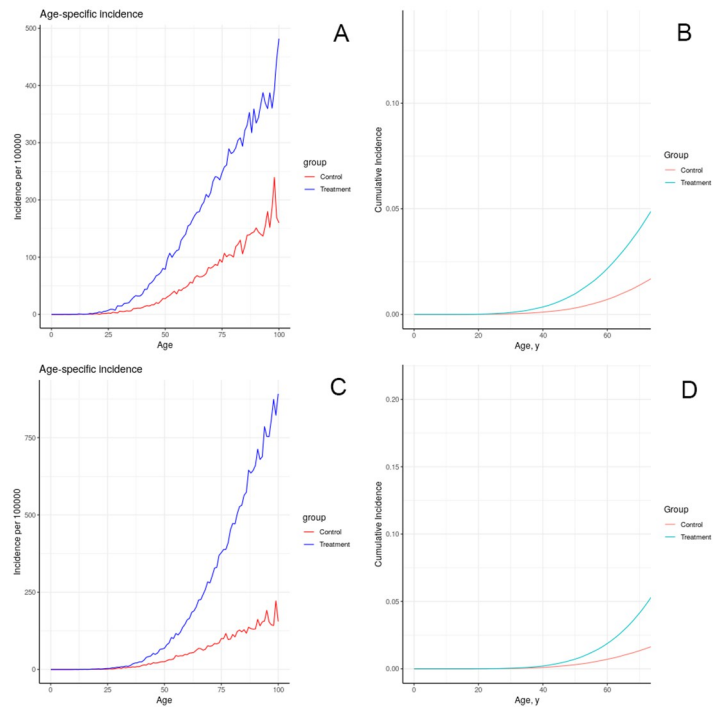 Age-specific incidence
A
500
400
300
200
100
0
Incidence per 100000
0 25 50 75 100
Age
group
Control
Treatment
B
0.10
0.05
0.00
Cumulative Incidence
0 20 40 60
Age, y
Group
Control
Treatment
Age-specific incidence
C
750
500
250
0
Incidence per 100000
0 25 50 75 100
Age
group
Control
Treatment
D
0.20
0.15
0.10
0.05
0.00
Cumulative Incidence
0 20 40 60
Age, y
Group
Control
Treatment